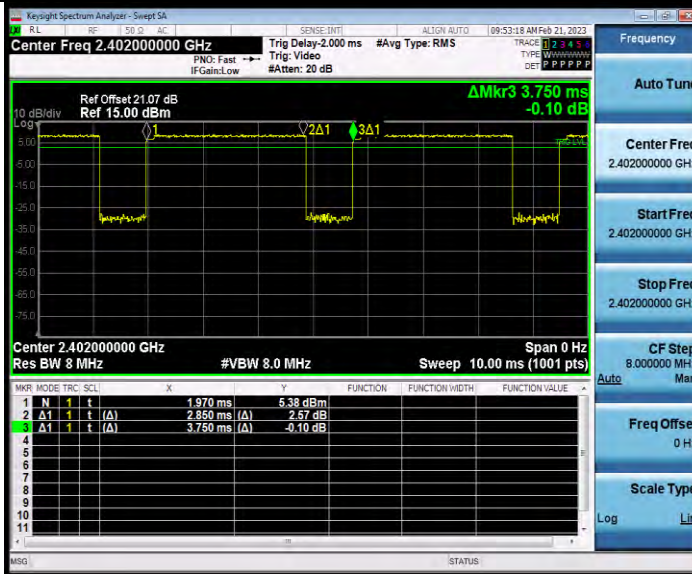 Keysight Spectrum Analyzer - Swept SA
RL RF 50 Ω AC SENSE:INT ALIGN AUTO 09:53:18 AM Feb 21, 2023
Center Freq 2.402000000 GHz
PNO: Fast
IFGain:Low
Trig Delay-2.000 ms
Trig: Video
#Atten: 20 dB
#Avg Type: RMS
TRACE 1 2 3 4 5 6
TYPE WWWWWW
DET P P P P P P
Ref Offset 21.07 dB
10 dB/div Ref 15.00 dBm
ΔMkr3 3.750 ms
-0.10 dB
Log
1
2Δ1
3Δ1
TRIG LVL
5.00
-5.00
-15.0
-25.0
-35.0
-45.0
-55.0
-65.0
-75.0
Center 2.402000000 GHz Span 0 Hz
Res BW 8 MHz #VBW 8.0 MHz Sweep 10.00 ms (1001 pts)
MKR MODE TRC SCL X Y FUNCTION FUNCTION WIDTH FUNCTION VALUE
1 N 1 t 1.970 ms 5.38 dBm
2 Δ1 1 t (Δ) 2.850 ms (Δ) 2.57 dB
3 Δ1 1 t (Δ) 3.750 ms (Δ) -0.10 dB
4
5
6
7
8
9
10
11
MSG STATUS
Frequency
Auto Tun
Center Fre
2.402000000 GH
Start Fre
2.402000000 GH
Stop Fre
2.402000000 GH
CF Step
8.000000 MH
Auto Ma
Freq Offse
0 H
Scale Type
Log Li